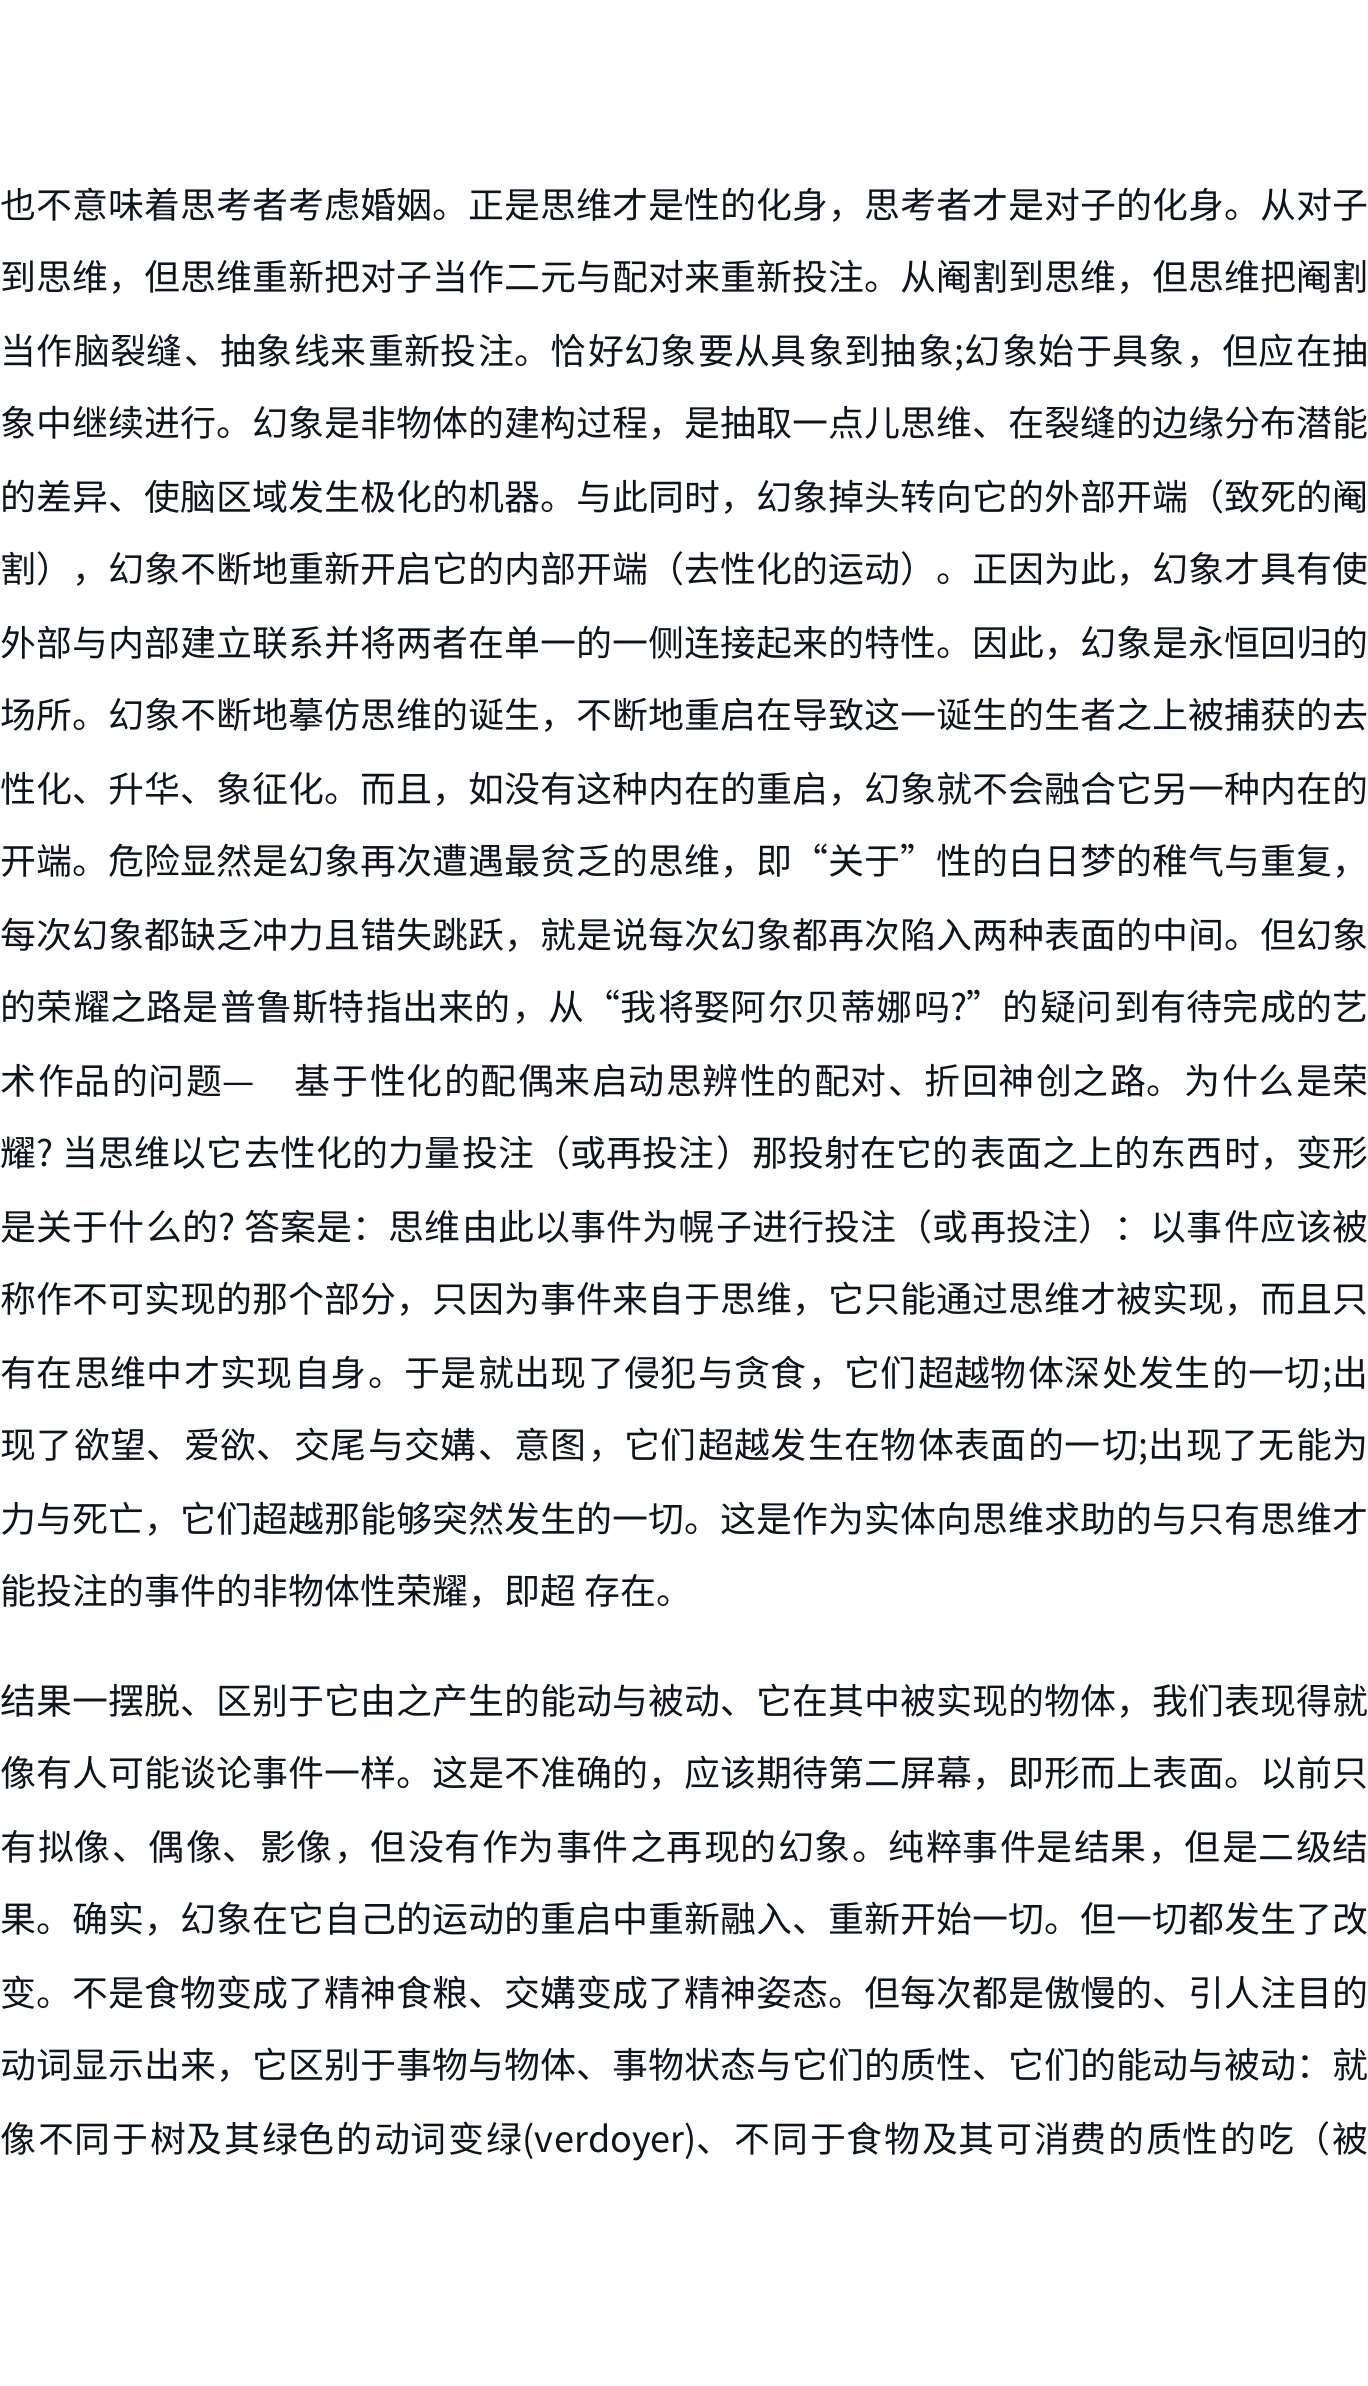 也不意味着思考者考虑婚姻。正是思维才是性的化身，思考者才是对子的化身。从对子
到思维，但思维重新把对子当作二元与配对来重新投注。从阉割到思维，但思维把阉割
当作脑裂缝、抽象线来重新投注。恰好幻象要从具象到抽象;幻象始于具象，但应在抽
象中继续进行。幻象是非物体的建构过程，是抽取一点儿思维、在裂缝的边缘分布潜能
的差异、使脑区域发生极化的机器。与此同时，幻象掉头转向它的外部开端（致死的阉
割），幻象不断地重新开启它的内部开端（去性化的运动）。正因为此，幻象才具有使
外部与内部建立联系并将两者在单一的一侧连接起来的特性。因此，幻象是永恒回归的
场所。幻象不断地摹仿思维的诞生，不断地重启在导致这一诞生的生者之上被捕获的去
性化、升华、象征化。而且，如没有这种内在的重启，幻象就不会融合它另一种内在的
开端。危险显然是幻象再次遭遇最贫乏的思维，即“关于”性的白日梦的稚气与重复，
每次幻象都缺乏冲力且错失跳跃，就是说每次幻象都再次陷入两种表面的中间。但幻象
的荣耀之路是普鲁斯特指出来的，从“我将娶阿尔贝蒂娜吗?”的疑问到有待完成的艺
术作品的问题— 基于性化的配偶来启动思辨性的配对、折回神创之路。为什么是荣
耀? 当思维以它去性化的力量投注（或再投注）那投射在它的表面之上的东西时，变形
是关于什么的? 答案是：思维由此以事件为幌子进行投注（或再投注）：以事件应该被
称作不可实现的那个部分，只因为事件来自于思维，它只能通过思维才被实现，而且只
有在思维中才实现自身。于是就出现了侵犯与贪食，它们超越物体深处发生的一切;出
现了欲望、爱欲、交尾与交媾、意图，它们超越发生在物体表面的一切;出现了无能为
力与死亡，它们超越那能够突然发生的一切。这是作为实体向思维求助的与只有思维才
能投注的事件的非物体性荣耀，即超 存在。
结果一摆脱、区别于它由之产生的能动与被动、它在其中被实现的物体，我们表现得就
像有人可能谈论事件一样。这是不准确的，应该期待第二屏幕，即形而上表面。以前只
有拟像、偶像、影像，但没有作为事件之再现的幻象。纯粹事件是结果，但是二级结
果。确实，幻象在它自己的运动的重启中重新融入、重新开始一切。但一切都发生了改
变。不是食物变成了精神食粮、交媾变成了精神姿态。但每次都是傲慢的、引人注目的
动词显示出来，它区别于事物与物体、事物状态与它们的质性、它们的能动与被动：就
像不同于树及其绿色的动词变绿(verdoyer)、不同于食物及其可消费的质性的吃（被